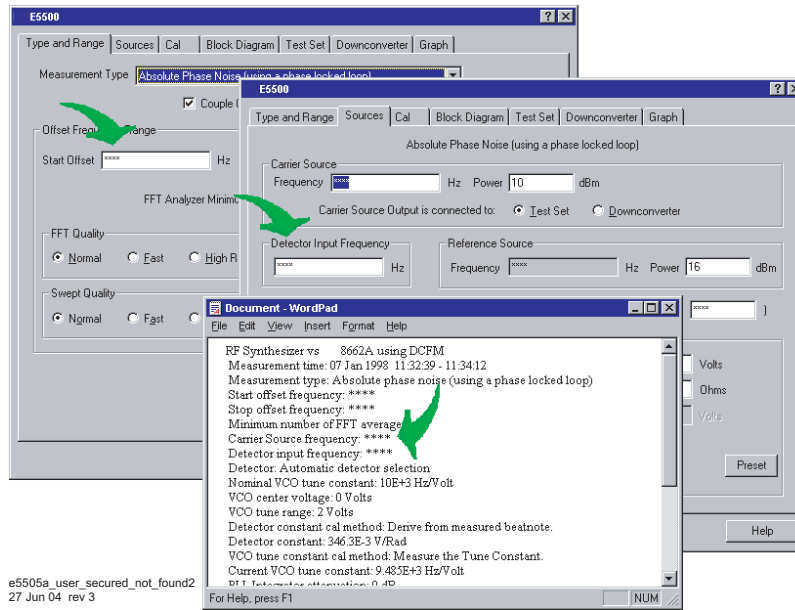 E5500
Type and Range Sources Cal Block Diagram Test Set Downconverter Graph
Measurement Type Absolute Phase Noise (using a phase locked loop)
Couple
Offset Frequency Range
Start Offset **** Hz
FFT Analyzer Minimu
FFT Quality
Normal Fast High R
Swept Quality
Normal Fast
E5500
Type and Range Sources Cal Block Diagram Test Set Downconverter Graph
Absolute Phase Noise (using a phase locked loop)
Carrier Source
Frequency **** Hz Power 10 dBm
Carrier Source Output is connected to: Test Set Downconverter
Detector Input Frequency
**** Hz
Reference Source
Frequency **** Hz Power 16 dBm
**** )
Volts
Ohms
Volts
Preset
Help
Document - WordPad
File Edit View Insert Format Help
RF Synthesizer vs 8662A using DCFM
Measurement time: 07 Jan 1998 11:32:39 - 11:34:12
Measurement type: Absolute phase noise (using a phase locked loop)
Start offset frequency: ****
Stop offset frequency: ****
Minimum number of FFT average
Carrier Source frequency: ****
Detector input frequency: ****
Detector: Automatic detector selection
Nominal VCO tune constant: 10E+3 Hz/Volt
VCO center voltage: 0 Volts
VCO tune range: 2 Volts
Detector constant cal method: Derive from measured beatnote.
Detector constant: 346.3E-3 V/Rad
VCO tune constant cal method: Measure the Tune Constant.
Current VCO tune constant: 9.485E+3 Hz/Volt
PLL Integrator attenuation: 0 dB
For Help, press F1 NUM
e5505a_user_secured_not_found2
27 Jun 04 rev 3